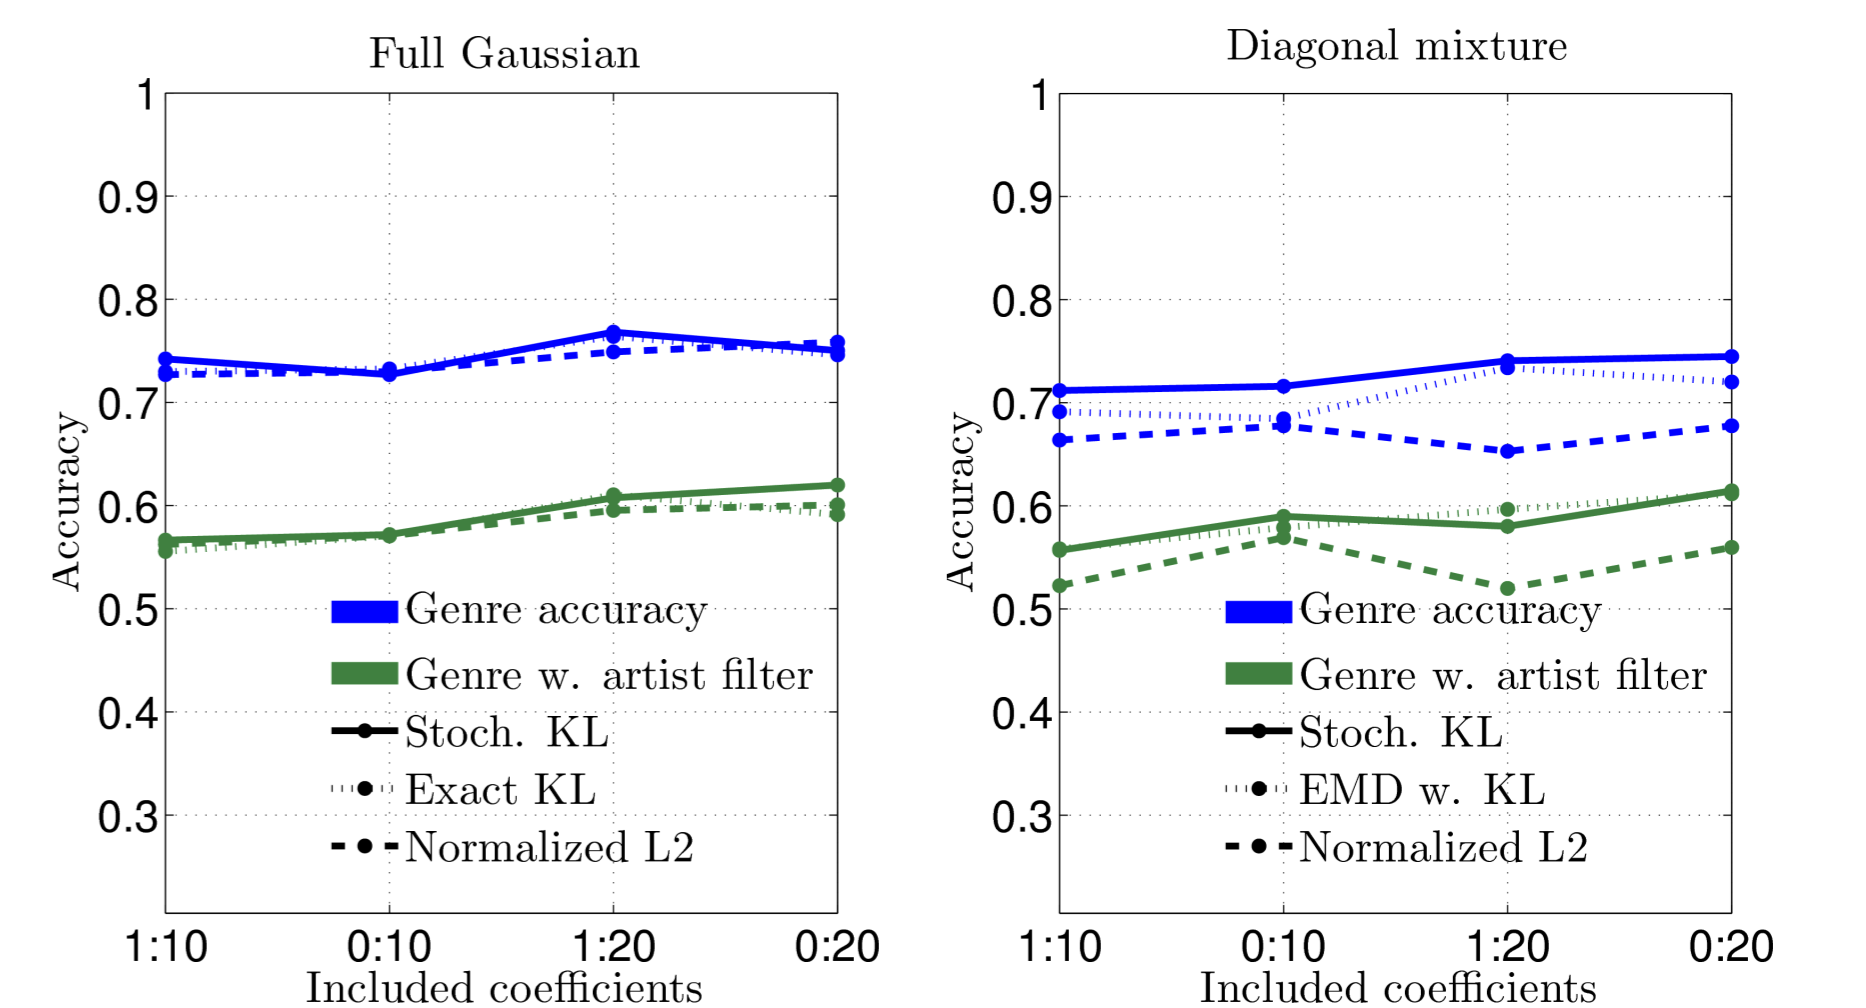 Full Gaussian
1
0.9
0.8
0.7
0.6
0.5
0.4
0.3
Accuracy
Genre accuracy
Genre w. artist filter
Stoch. KL
Exact KL
Normalized L2
1:10 0:10 1:20 0:20
Included coefficients
Diagonal mixture
1
0.9
0.8
0.7
0.6
0.5
0.4
0.3
Accuracy
Genre accuracy
Genre w. artist filter
Stoch. KL
EMD w. KL
Normalized L2
1:10 0:10 1:20 0:20
Included coefficients